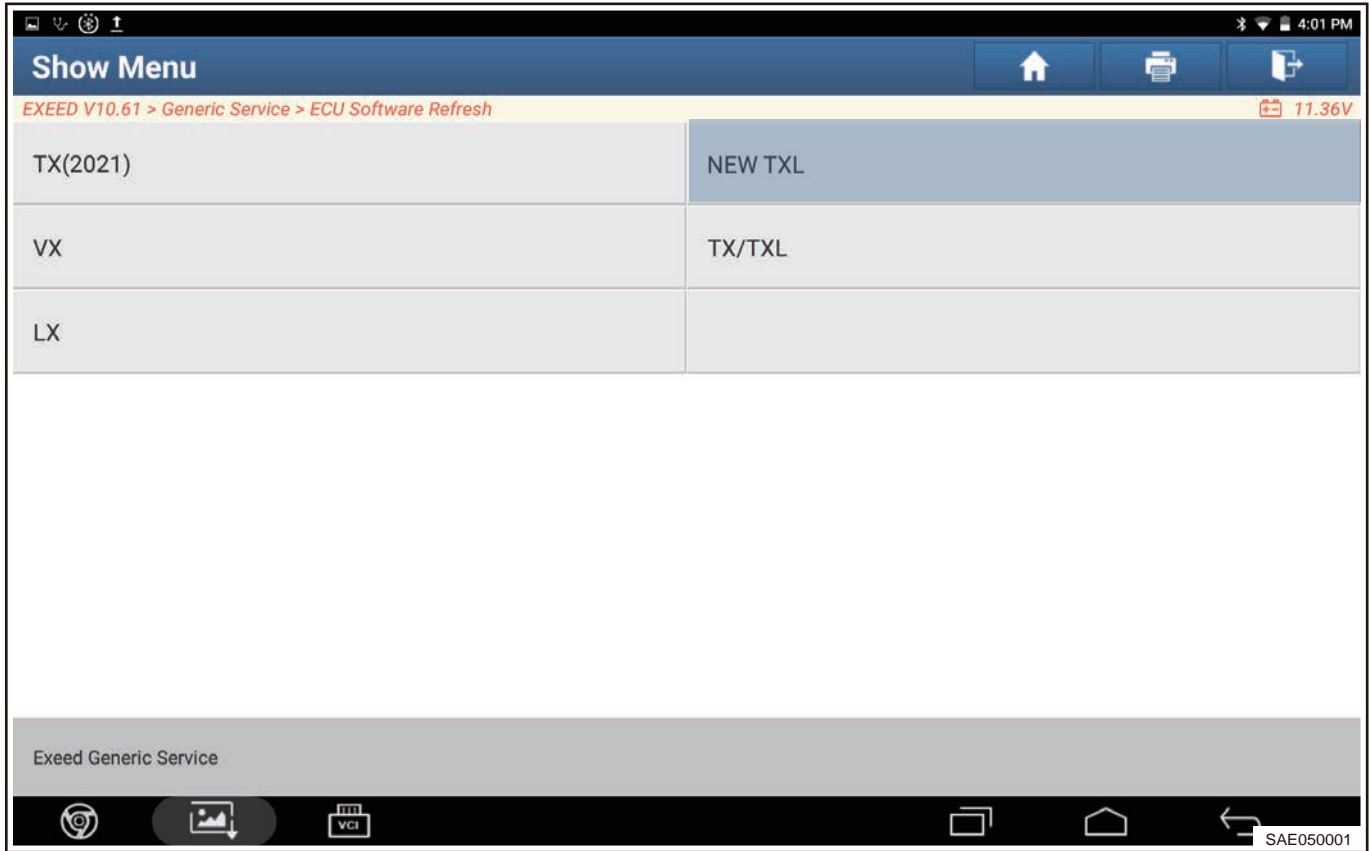 4:01 PM
Show Menu
EXEED V10.61 > Generic Service > ECU Software Refresh
11.36V
TX(2021)
NEW TXL
VX
TX/TXL
LX
Exeed Generic Service
VCI
SAE050001